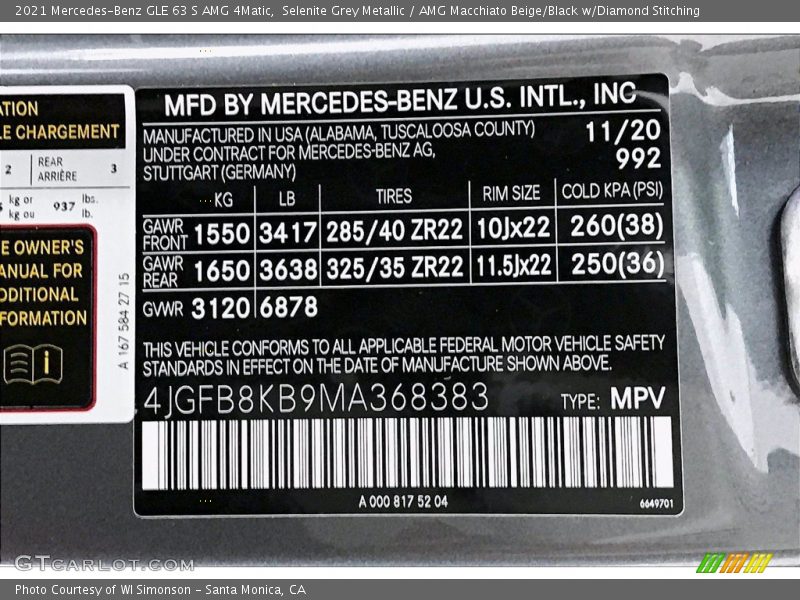 2021 Mercedes-Benz GLE 63 S AMG 4Matic, Selenite Grey Metallic / AMG Macchiato Beige/Black w/Diamond Stitching
ATION
LE CHARGEMENT
2 REAR ARRIÈRE 3
kg or 937 lbs.
kg ou lb.
E OWNER'S
ANUAL FOR
DDITIONAL
FORMATION
i
A 167 584 27 15
MFD BY MERCEDES-BENZ U.S. INTL., INC
MANUFACTURED IN USA (ALABAMA, TUSCALOOSA COUNTY) 11/20
UNDER CONTRACT FOR MERCEDES-BENZ AG, 992
STUTTGART (GERMANY)
KG LB TIRES RIM SIZE COLD KPA (PSI)
GAWR FRONT 1550 3417 285/40 ZR22 10Jx22 260(38)
GAWR REAR 1650 3638 325/35 ZR22 11.5Jx22 250(36)
GVWR 3120 6878
THIS VEHICLE CONFORMS TO ALL APPLICABLE FEDERAL MOTOR VEHICLE SAFETY
STANDARDS IN EFFECT ON THE DATE OF MANUFACTURE SHOWN ABOVE.
4JGFB8KB9MA368383 TYPE: MPV
A 000 817 52 04 6649701
GTcarlot.com
Photo Courtesy of WI Simonson - Santa Monica, CA